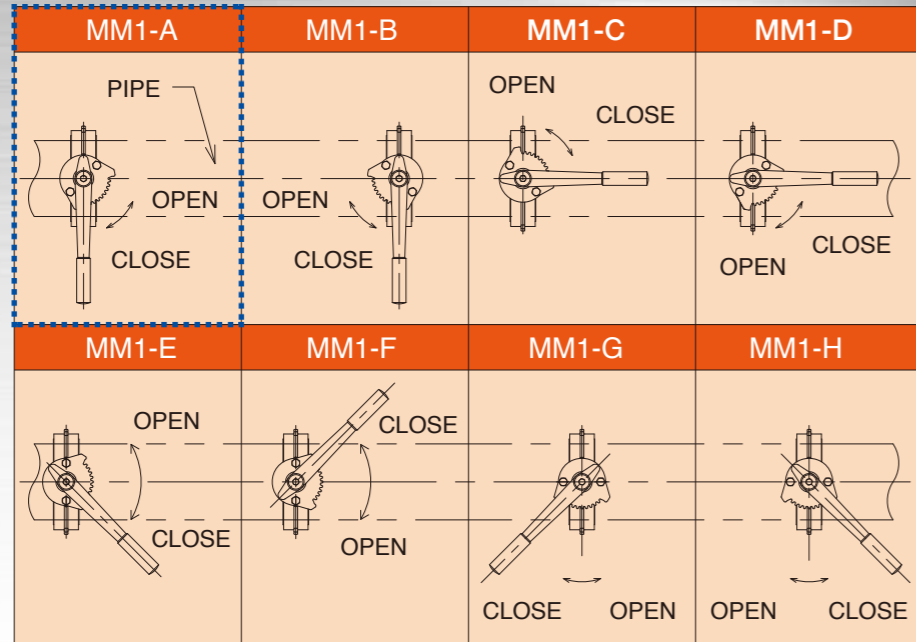 MM1-A
MM1-B
MM1-C
MM1-D
PIPE
OPEN
CLOSE
OPEN
CLOSE
OPEN
CLOSE
OPEN
CLOSE
MM1-E
MM1-F
MM1-G
MM1-H
OPEN
CLOSE
CLOSE
OPEN
CLOSE
OPEN
OPEN
CLOSE